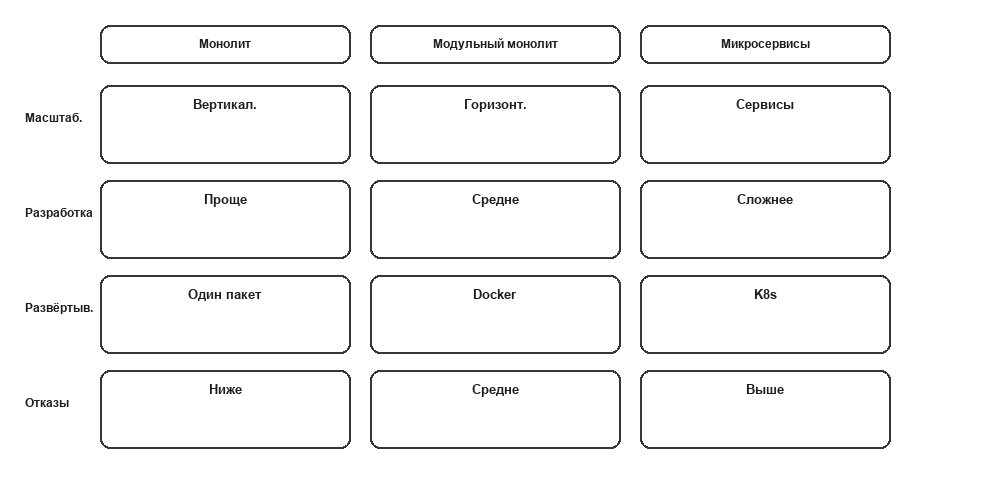 Монолит
Модульный монолит
Микросервисы
Масштаб.
Вертикал.
Горизонт.
Сервисы
Разработка
Проще
Средне
Сложнее
Развёртыв.
Один пакет
Docker
K8s
Отказы
Ниже
Средне
Выше